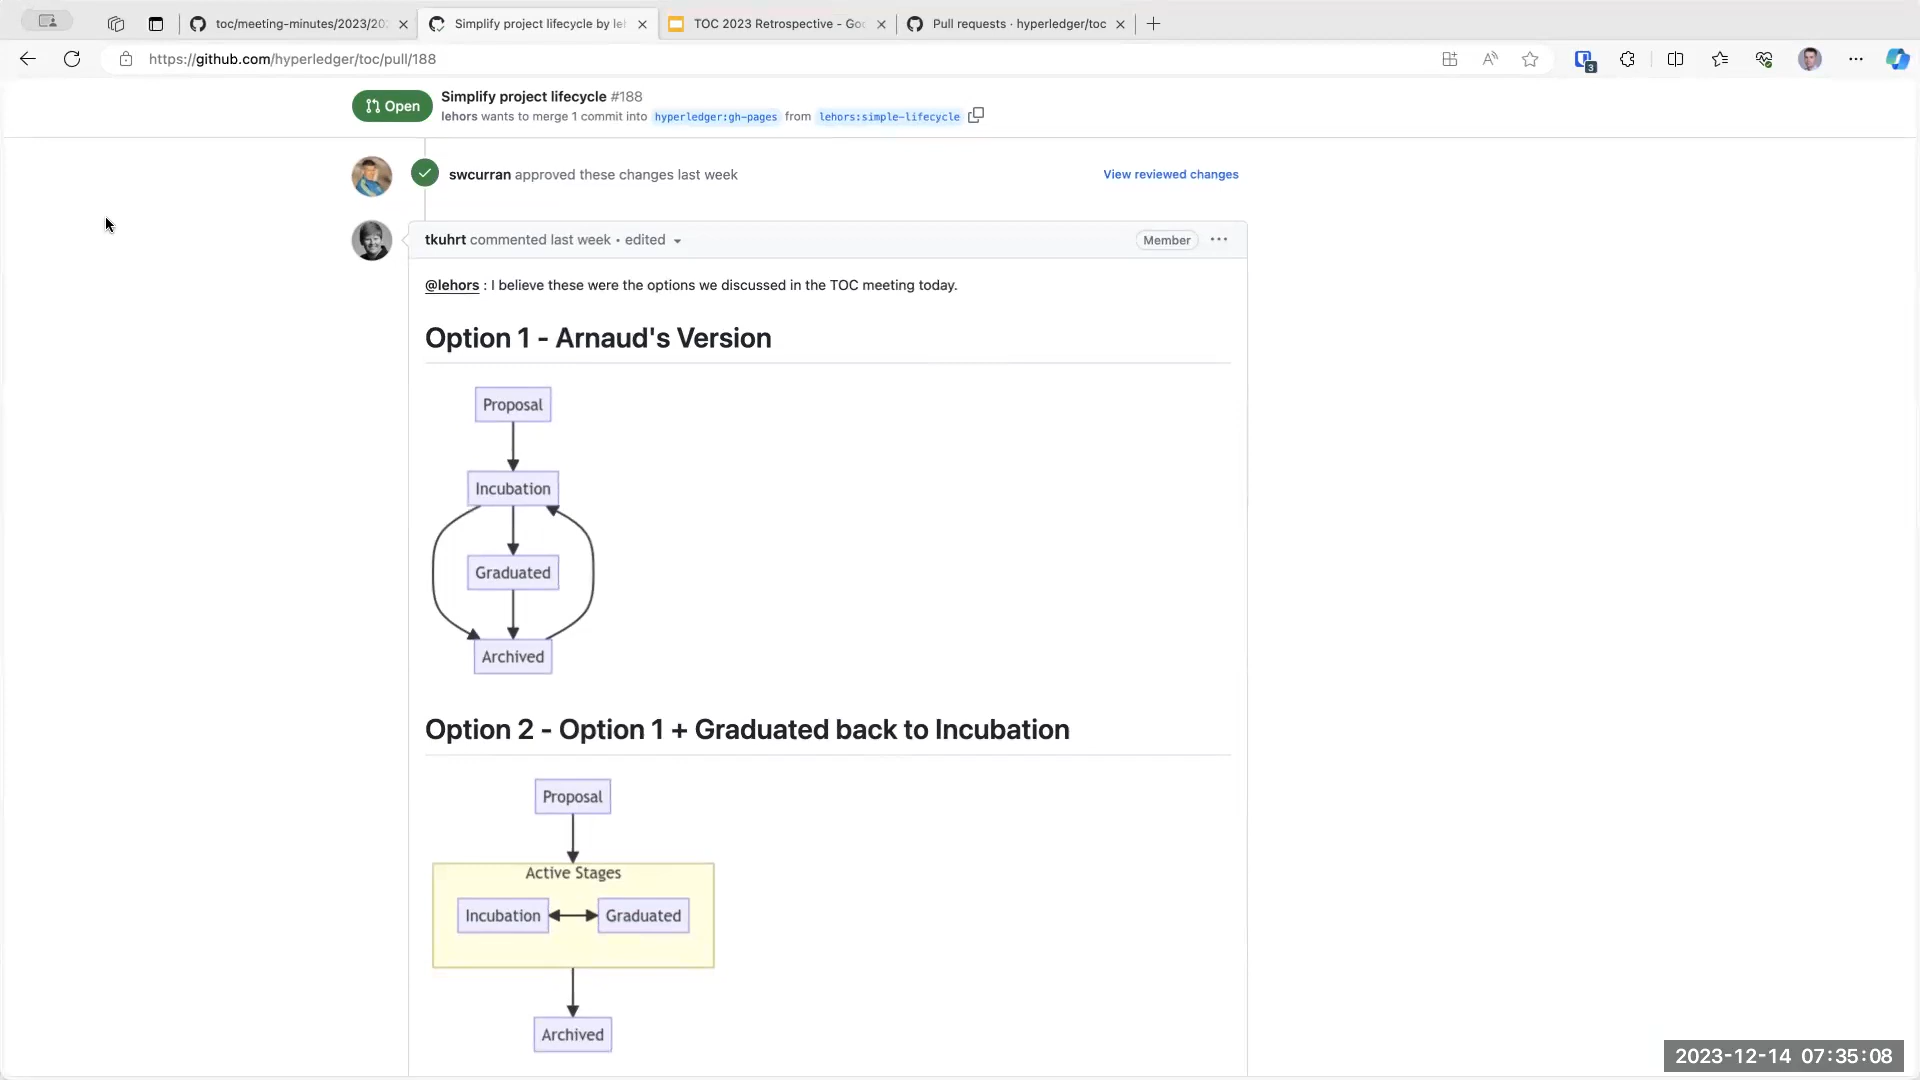 toc/meeting-minutes/2023/20
Simplify project lifecycle by le
TOC 2023 Retrospective - Goo
Pull requests · hyperledger/toc
https://github.com/hyperledger/toc/pull/188
3
Open
Simplify project lifecycle #188
lehors wants to merge 1 commit into hyperledger:gh-pages from lehors:simple-lifecycle
swcurran approved these changes last week
View reviewed changes
tkuhrt commented last week • edited
Member
@lehors : I believe these were the options we discussed in the TOC meeting today.
Option 1 - Arnaud's Version
Proposal
Incubation
Graduated
Archived
Option 2 - Option 1 + Graduated back to Incubation
Proposal
Active Stages
Incubation
Graduated
Archived
2023-12-14 07:35:08